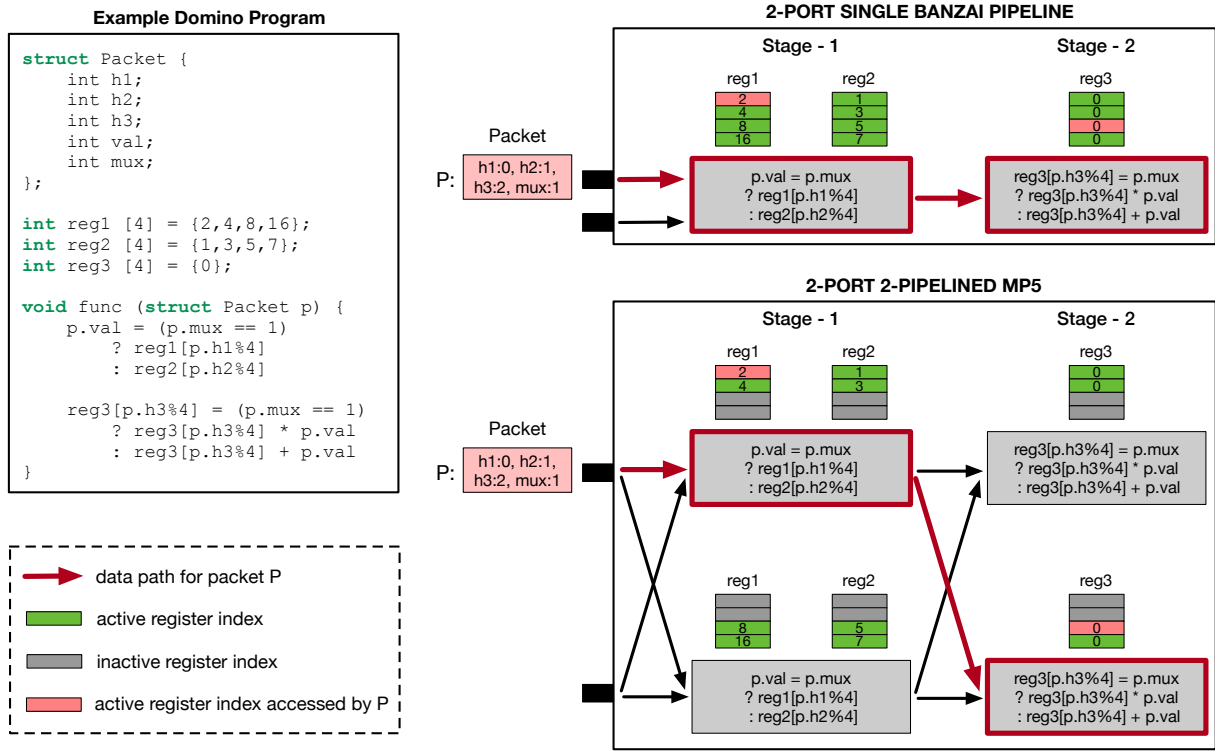 Example Domino Program
struct Packet {
    int h1;
    int h2;
    int h3;
    int val;
    int mux;
};
int reg1 [4] = {2,4,8,16};
int reg2 [4] = {1,3,5,7};
int reg3 [4] = {0};
void func (struct Packet p) {
    p.val = (p.mux == 1)
        ? reg1[p.h1%4]
        : reg2[p.h2%4]
    reg3[p.h3%4] = (p.mux == 1)
        ? reg3[p.h3%4] * p.val
        : reg3[p.h3%4] + p.val
}
data path for packet P
active register index
inactive register index
active register index accessed by P
2-PORT SINGLE BANZAI PIPELINE
Stage - 1
Stage - 2
reg1
reg2
reg3
2
4
8
16
1
3
5
7
0
0
0
0
Packet
P:
h1:0, h2:1,
h3:2, mux:1
p.val = p.mux
? reg1[p.h1%4]
: reg2[p.h2%4]
reg3[p.h3%4] = p.mux
? reg3[p.h3%4] * p.val
: reg3[p.h3%4] + p.val
2-PORT 2-PIPELINED MP5
Stage - 1
Stage - 2
reg1
reg2
reg3
2
4
1
3
0
0
Packet
P:
h1:0, h2:1,
h3:2, mux:1
p.val = p.mux
? reg1[p.h1%4]
: reg2[p.h2%4]
reg3[p.h3%4] = p.mux
? reg3[p.h3%4] * p.val
: reg3[p.h3%4] + p.val
reg1
reg2
reg3
8
16
5
7
0
0
p.val = p.mux
? reg1[p.h1%4]
: reg2[p.h2%4]
reg3[p.h3%4] = p.mux
? reg3[p.h3%4] * p.val
: reg3[p.h3%4] + p.val